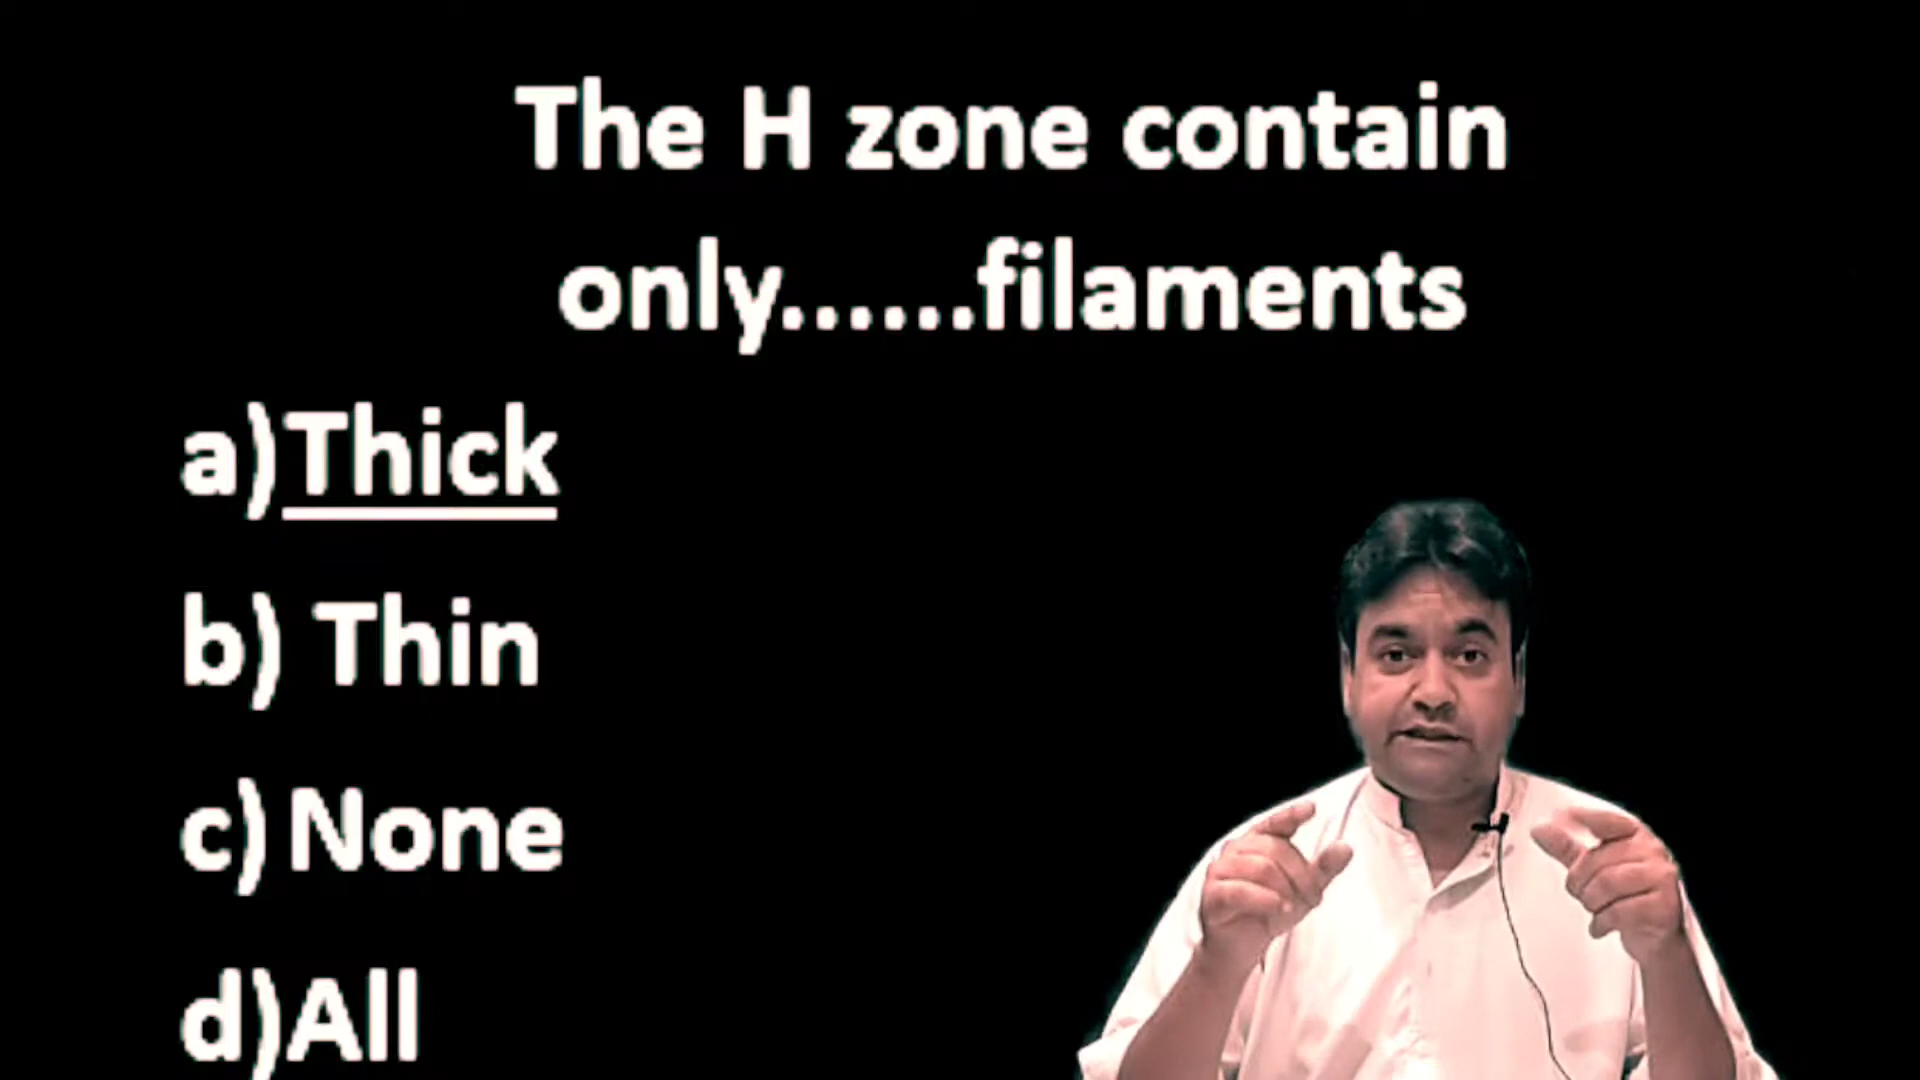 The H zone contain
only......filaments
a)Thick
b) Thin
c) None
d)All